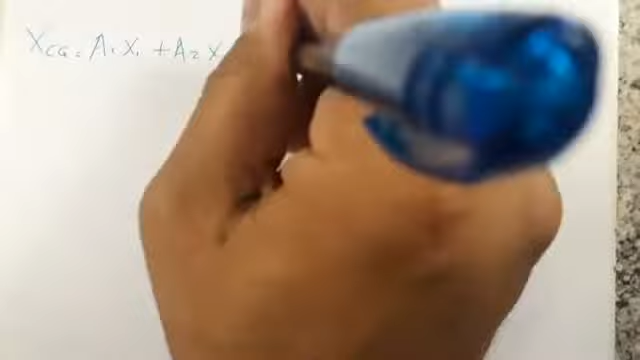 XCG = A1 X1 + A2 X